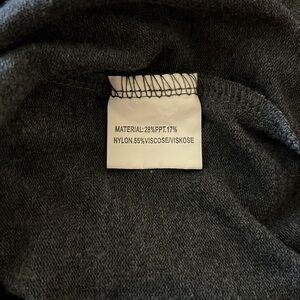 MATERIAL:28%PPT.17%
NYLON.55%VISCOSE/VISKOSE